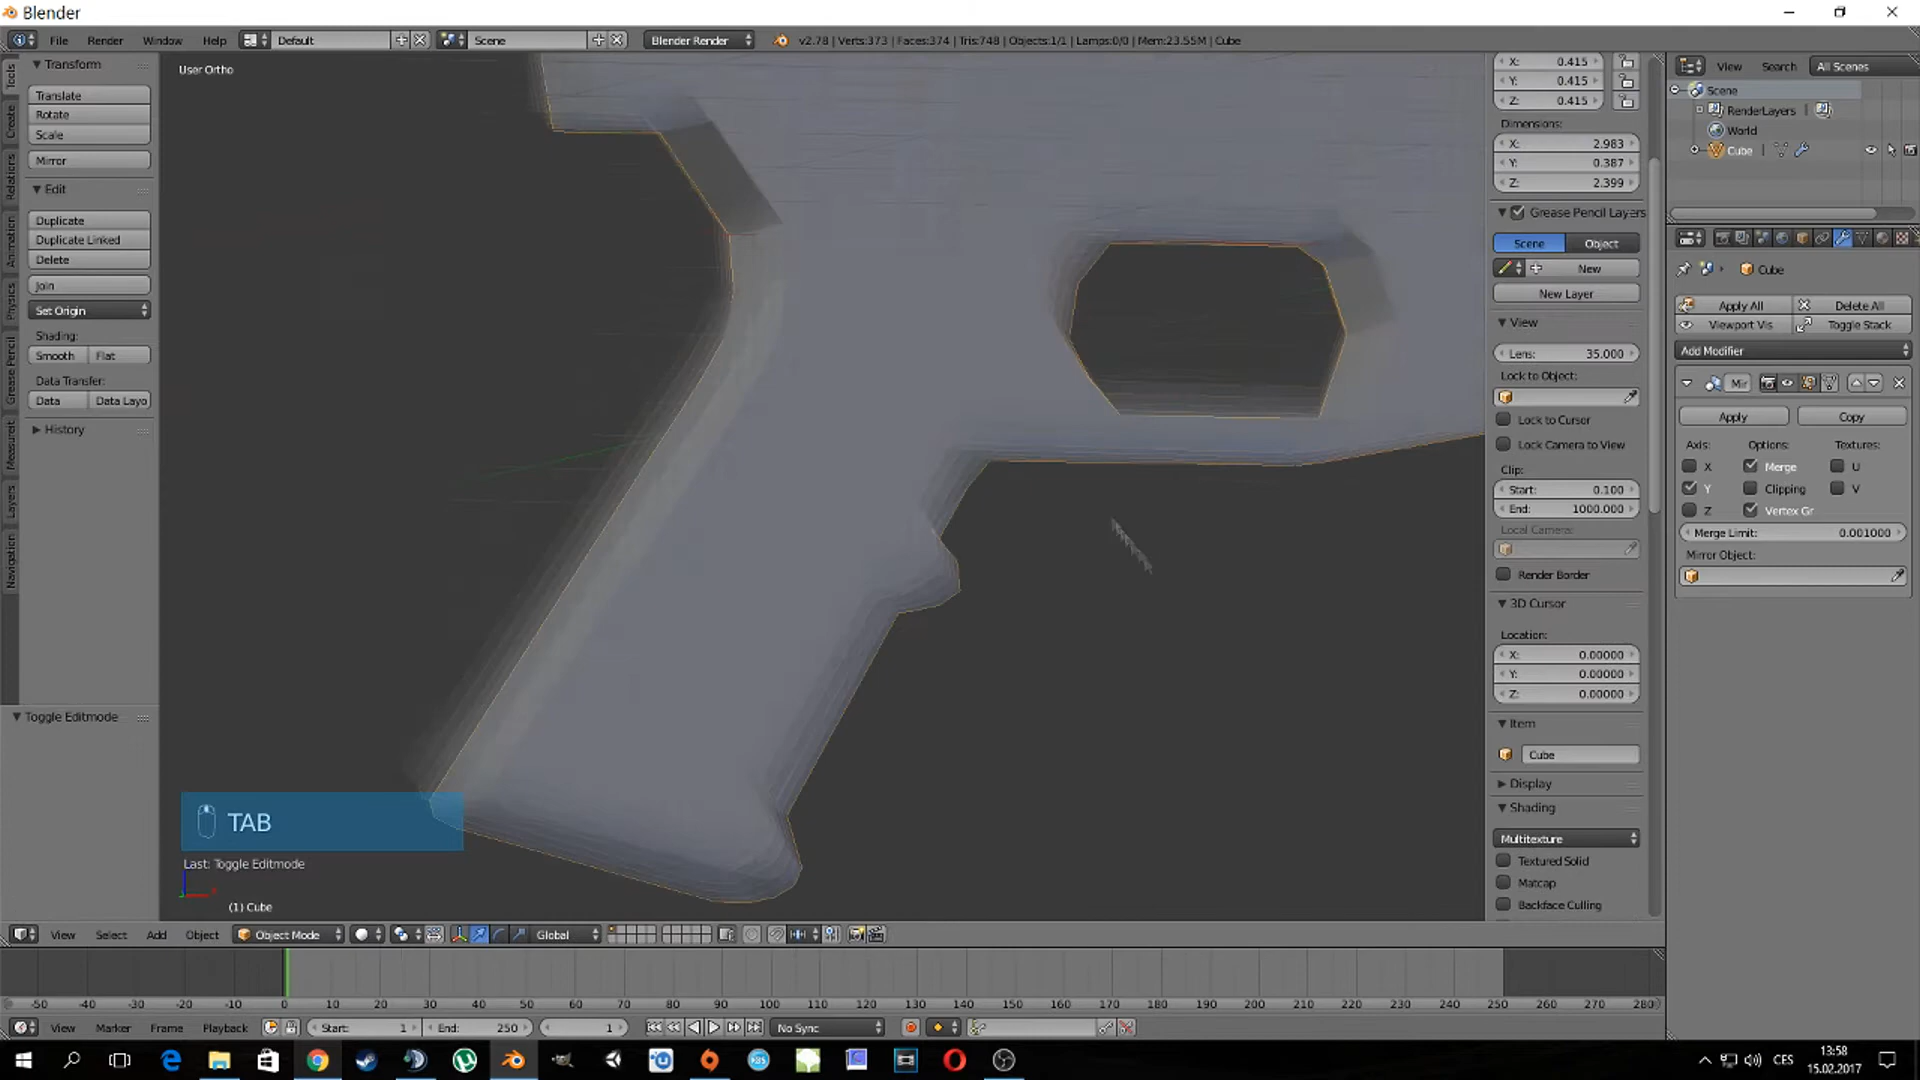 Blender
File Render Window Help Default Scene Blender Render v2.78 | Verts:373 | Faces:374 | Tris:748 | Objects:1/1 | Lamps:0/0 | Mem:23.55M | Cube
Tools
Create
Relations
Animation
Physics
Grease Pencil
Measureit
Layers
Navigation
Transform
Translate
Rotate
Scale
Mirror
Edit
Duplicate
Duplicate Linked
Delete
Join
Set Origin
Shading:
Smooth Flat
Data Transfer:
Data Data Layo
History
Toggle Editmode
User Ortho
TAB
Last: Toggle Editmode
(1) Cube
X: 0.415
Y: 0.415
Z: 0.415
Dimensions:
X: 2.983
Y: 0.387
Z: 2.399
Grease Pencil Layers
Scene Object
New
New Layer
View
Lens: 35.000
Lock to Object:
Lock to Cursor
Lock Camera to View
Clip:
Start: 0.100
End: 1000.000
Local Camera:
Render Border
3D Cursor
Location:
X: 0.00000
Y: 0.00000
Z: 0.00000
Item
Cube
Display
Shading
Multitexture
Textured Solid
Matcap
Backface Culling
View Search All Scenes
Scene
RenderLayers |
World
Cube |
Cube
Apply All Delete All
Viewport Vis Toggle Stack
Add Modifier
Mir
Apply Copy
Axis: Options: Textures:
X Merge U
Y Clipping V
Z Vertex Gr
Merge Limit: 0.001000
Mirror Object:
View Select Add Object Object Mode Global
-50 -40 -30 -20 -10 0 10 20 30 40 50 60 70 80 90 100 110 120 130 140 150 160 170 180 190 200 210 220 230 240 250 260 270 280
View Marker Frame Playback Start: 1 End: 250 1 No Sync
CES
13:58
15.02.2017